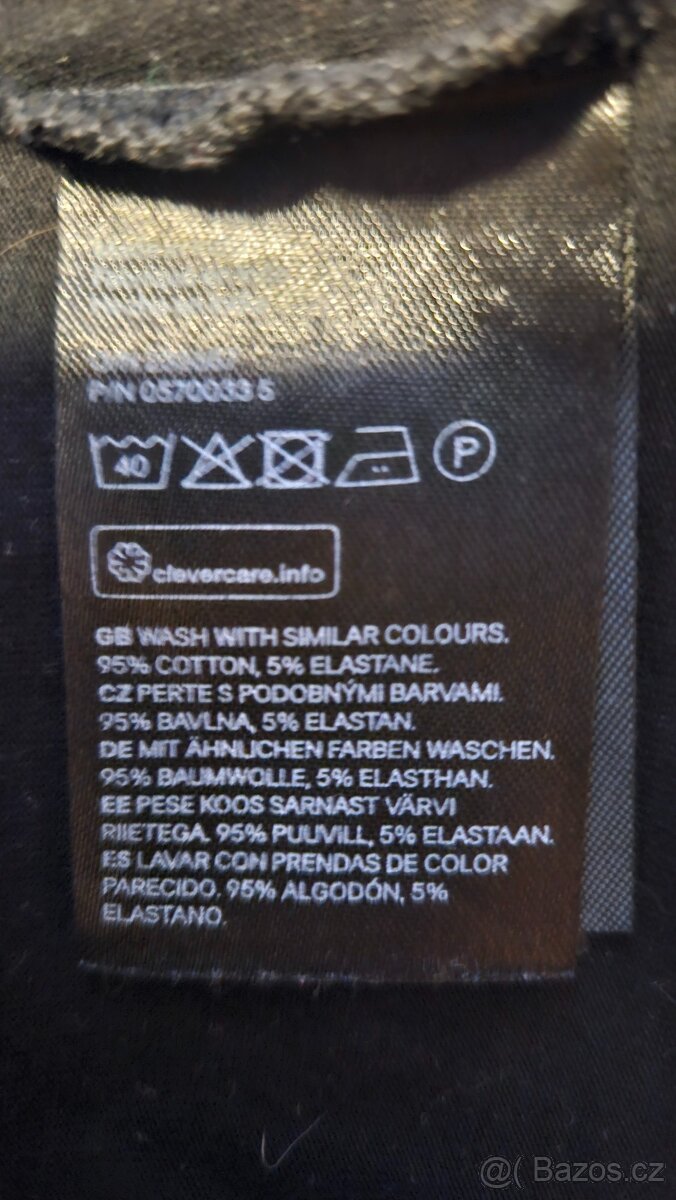 P/N 0570033 5
40
P
clevercare.info
GB WASH WITH SIMILAR COLOURS.
95% COTTON, 5% ELASTANE.
CZ PERTE S PODOBNÝMI BARVAMI.
95% BAVLNA, 5% ELASTAN.
DE MIT ÄHNLICHEN FARBEN WASCHEN.
95% BAUMWOLLE, 5% ELASTHAN.
EE PESE KOOS SARNAST VÄRVI
RIIETEGA. 95% PUUVILL, 5% ELASTAAN.
ES LAVAR CON PRENDAS DE COLOR
PARECIDO. 95% ALGODÓN, 5%
ELASTANO.
@( Bazoš.cz